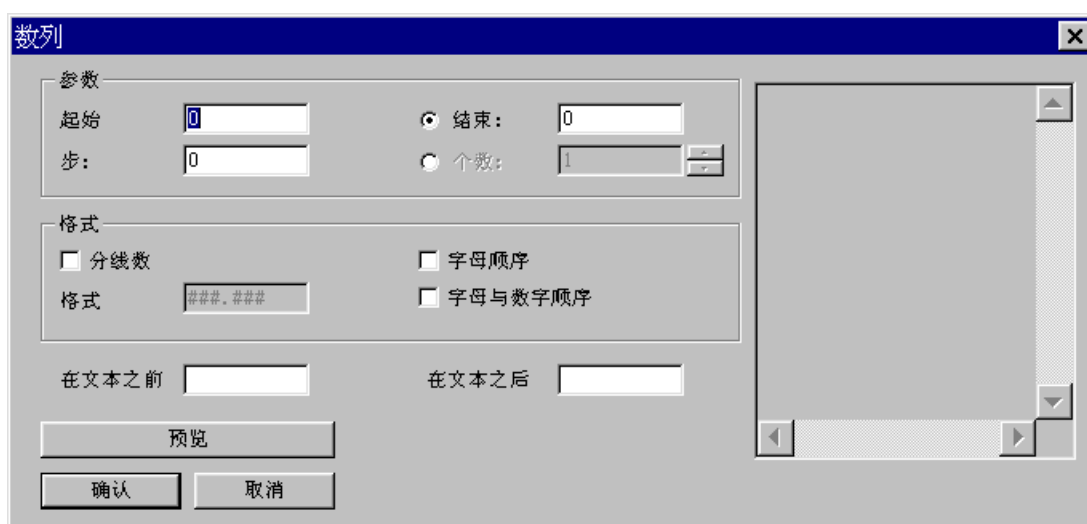 数列
参数
起始 0 结束: 0
步: 0 个数: 1
格式
分线数 字母顺序
格式 ###.### 字母与数字顺序
在文本之前 在文本之后
预览
确认 取消